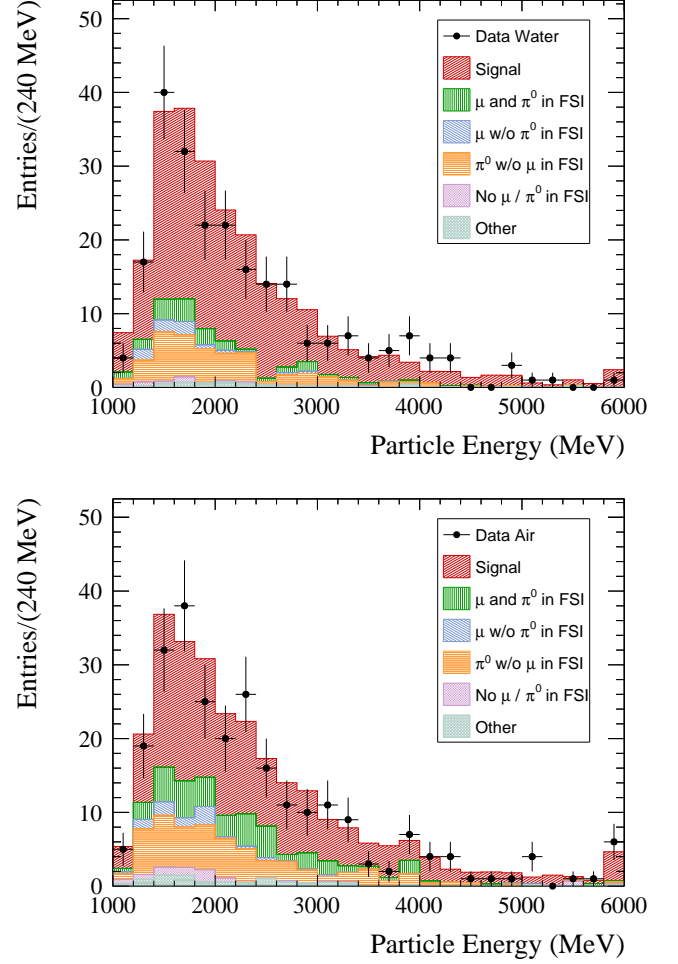 Entries/(240 MeV)
50
40
30
20
10
0
Data Water
Signal
μ and π⁰ in FSI
μ w/o π⁰ in FSI
π⁰ w/o μ in FSI
No μ / π⁰ in FSI
Other
1000 2000 3000 4000 5000 6000
Particle Energy (MeV)
Entries/(240 MeV)
50
40
30
20
10
0
Data Air
Signal
μ and π⁰ in FSI
μ w/o π⁰ in FSI
π⁰ w/o μ in FSI
No μ / π⁰ in FSI
Other
1000 2000 3000 4000 5000 6000
Particle Energy (MeV)